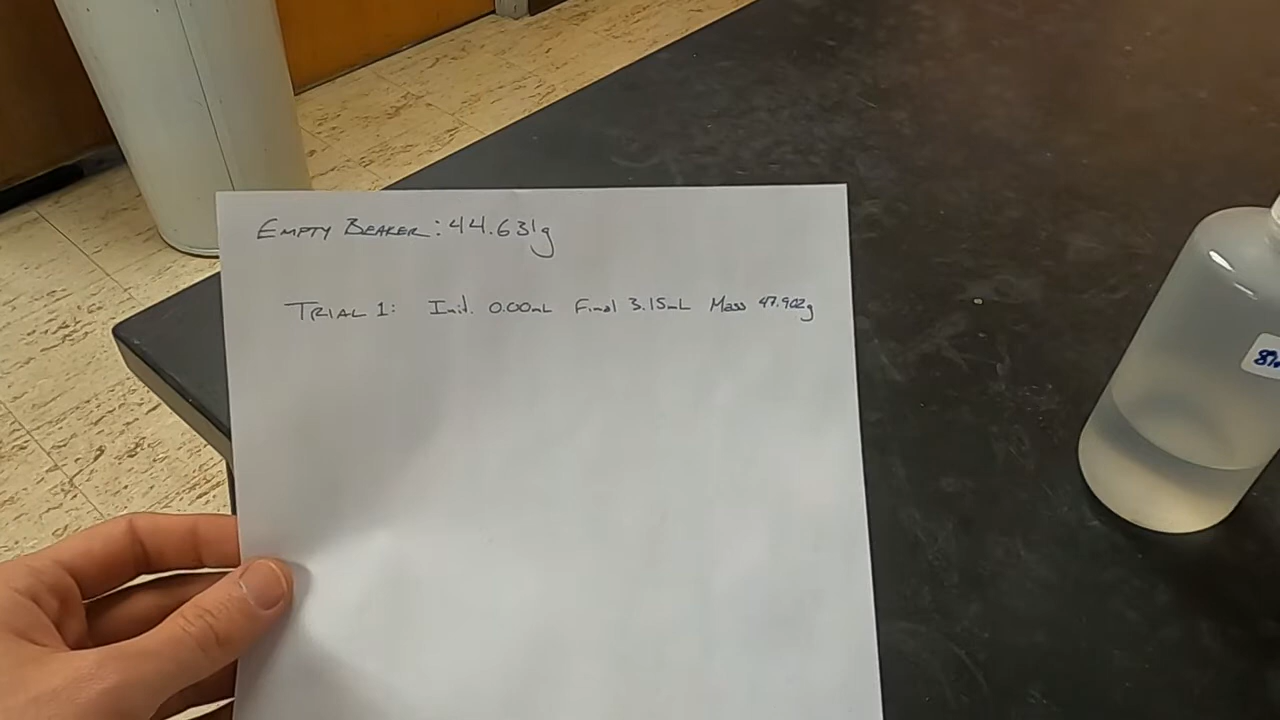 EMPTY BEAKER: 44.631g
TRIAL 1: Init. 0.00mL Final 3.15mL Mass 47.902g